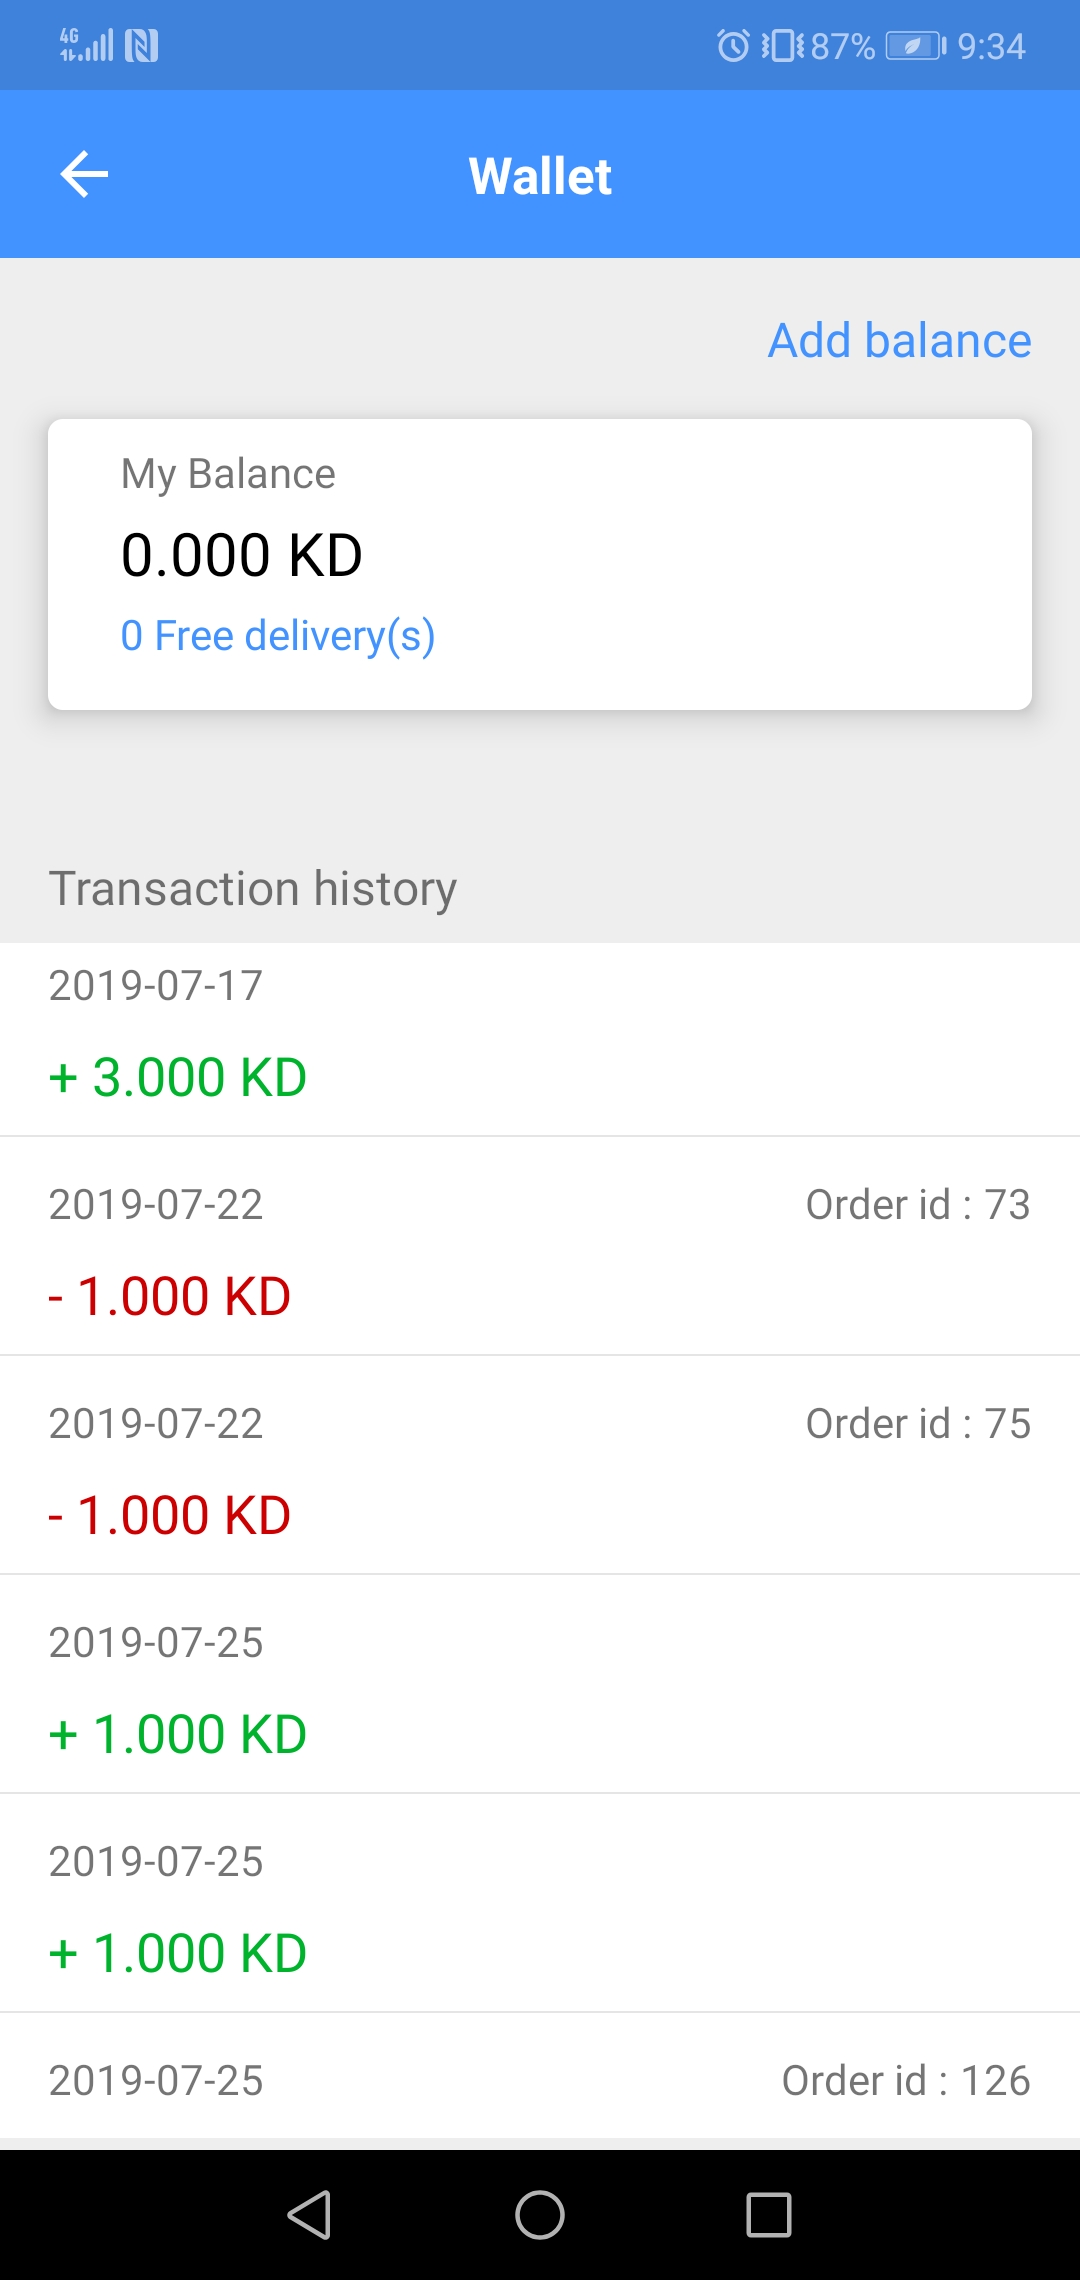 4G 87% 9:34
Wallet
Add balance
My Balance
0.000 KD
0 Free delivery(s)
Transaction history
2019-07-17
+ 3.000 KD
2019-07-22 Order id : 73
- 1.000 KD
2019-07-22 Order id : 75
- 1.000 KD
2019-07-25
+ 1.000 KD
2019-07-25
+ 1.000 KD
2019-07-25 Order id : 126